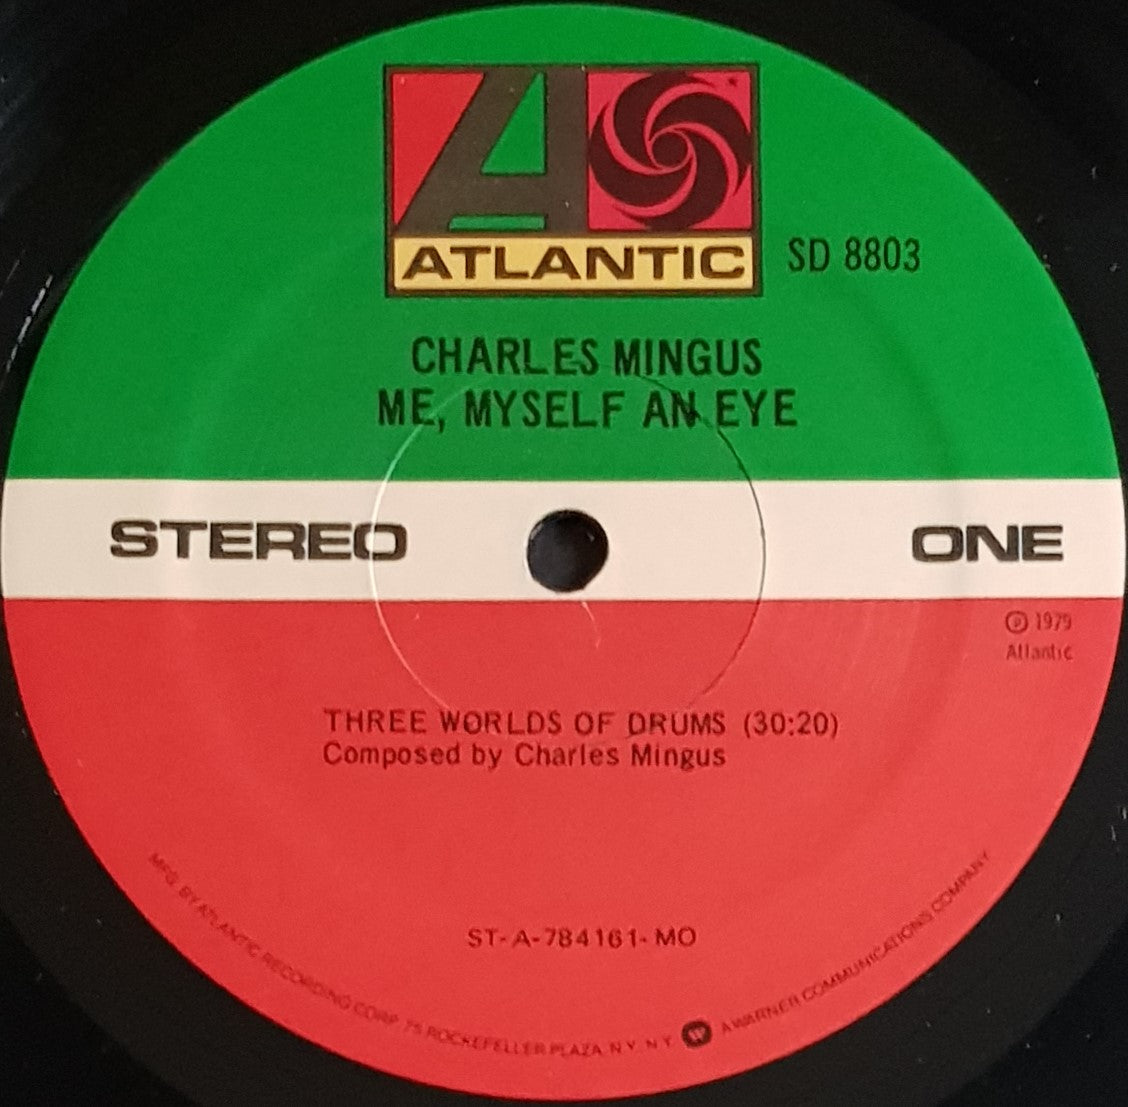 ATLANTIC
SD 8803
CHARLES MINGUS
ME, MYSELF AN EYE
STEREO
ONE
℗ 1979
Atlantic
THREE WORLDS OF DRUMS (30:20)
Composed by Charles Mingus
ST-A-784161-MO
MFG. BY ATLANTIC RECORDING CORP. 75 ROCKEFELLER PLAZA N.Y. N.Y. A WARNER COMMUNICATIONS COMPANY